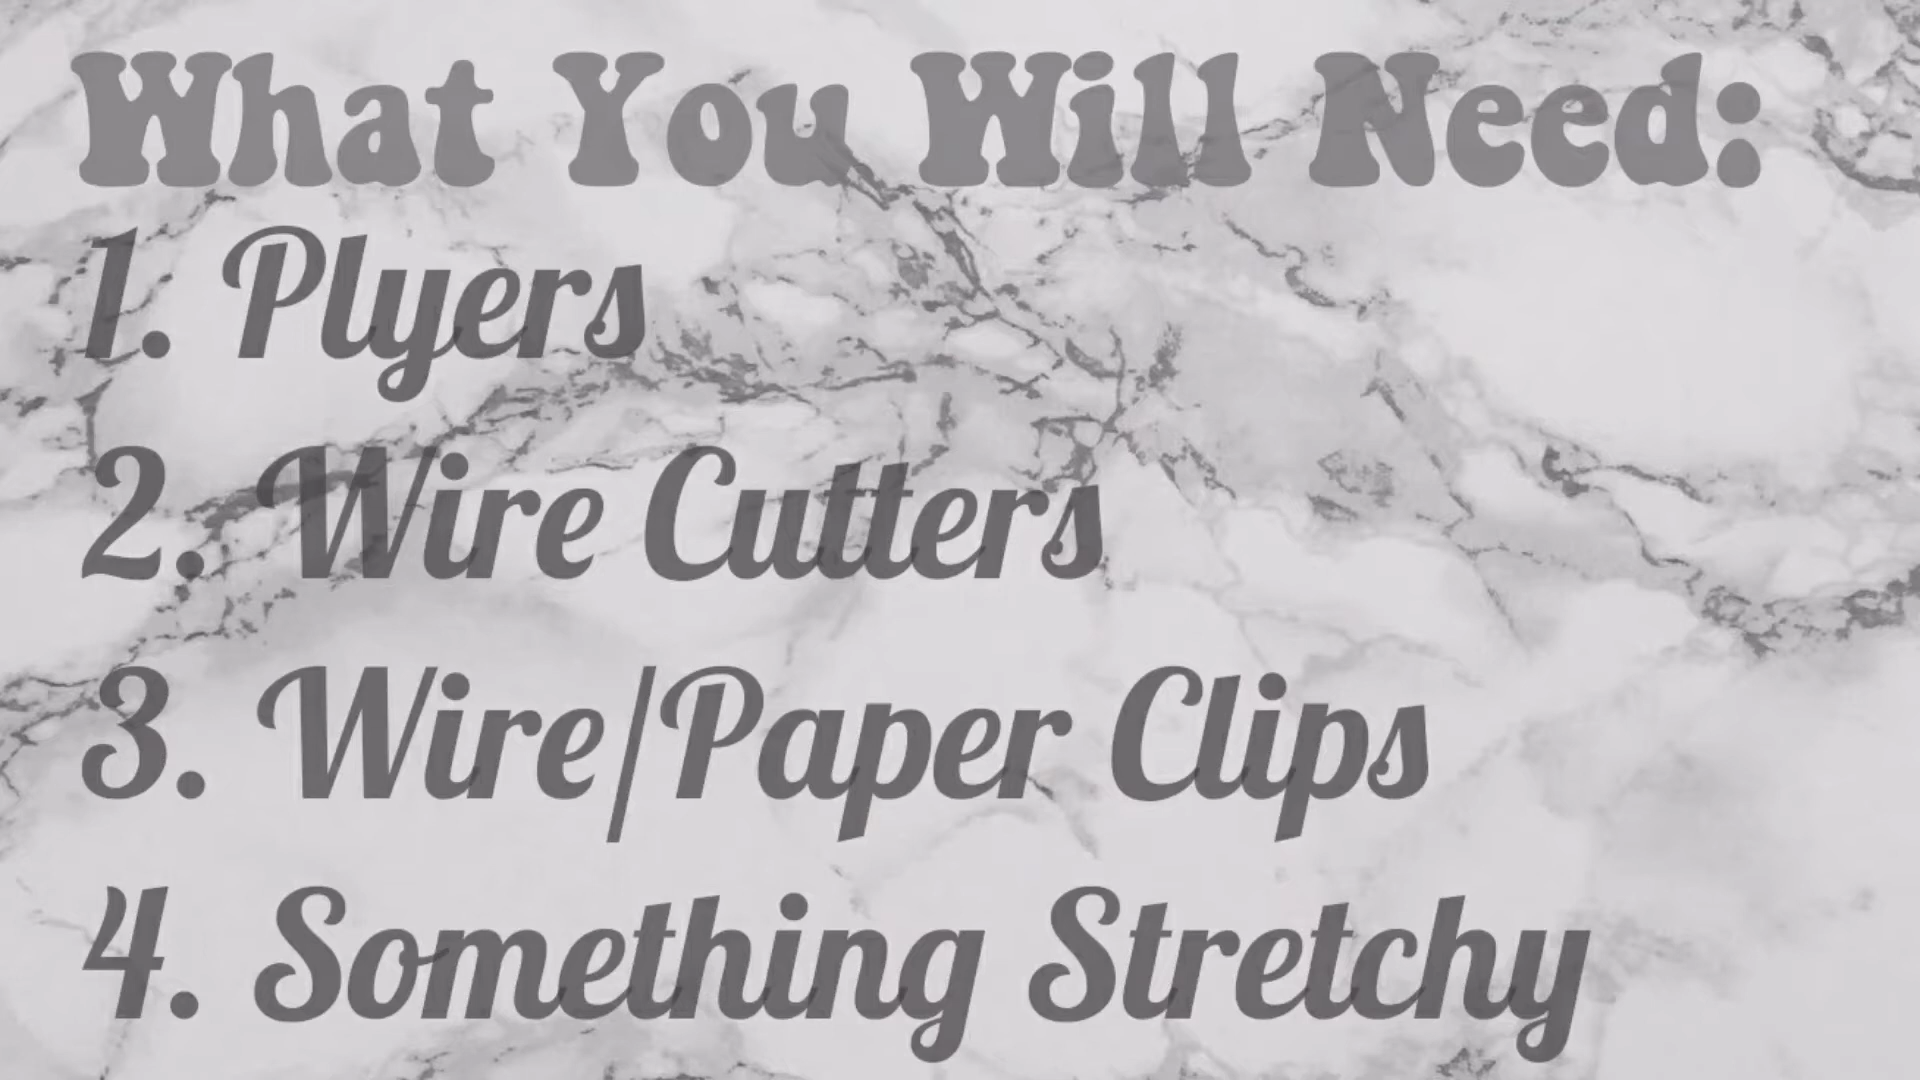 What You Will Need:
1. Plyers
2. Wire Cutters
3. Wire/Paper Clips
4. Something Stretchy